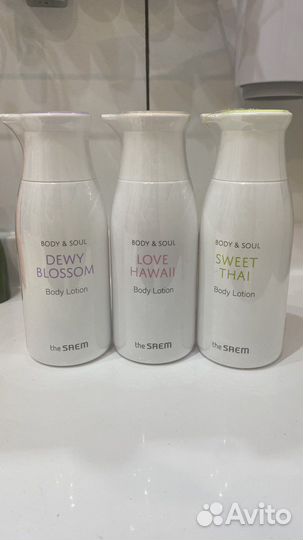 BODY & SOUL
DEWY
BLOSSOM
Body Lotion
the SAEM
BODY & SOUL
LOVE
HAWAII
Body Lotion
the SAEM
BODY & SOUL
SWEET
THAI
Body Lotion
the SAEM
Avito